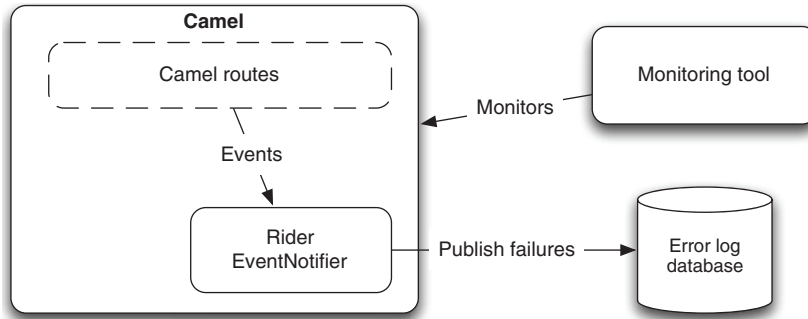 Camel
Camel routes
Monitoring tool
Monitors
Events
Rider
EventNotifier
Publish failures
Error log
database